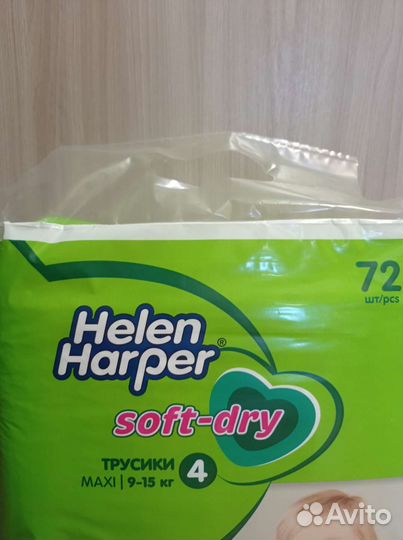 72
шт/pcs
Helen
Harper®
soft-dry
ТРУСИКИ 4
MAXI | 9-15 кг
Avito